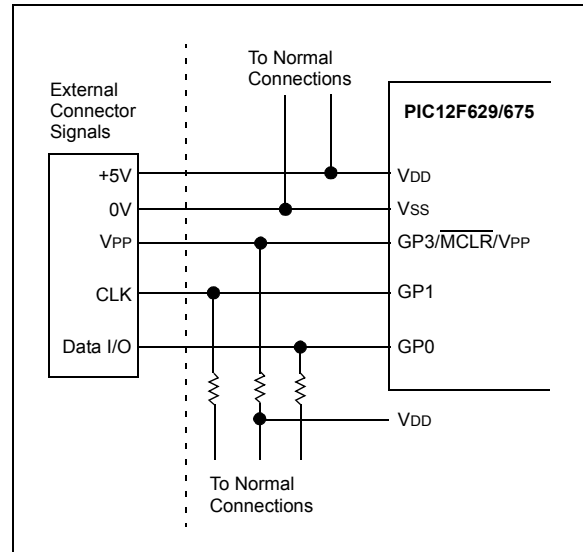 To Normal
Connections
External
Connector
Signals
PIC12F629/675
+5V
VDD
0V
VSS
VPP
GP3/MCLR/VPP
CLK
GP1
Data I/O
GP0
VDD
To Normal
Connections